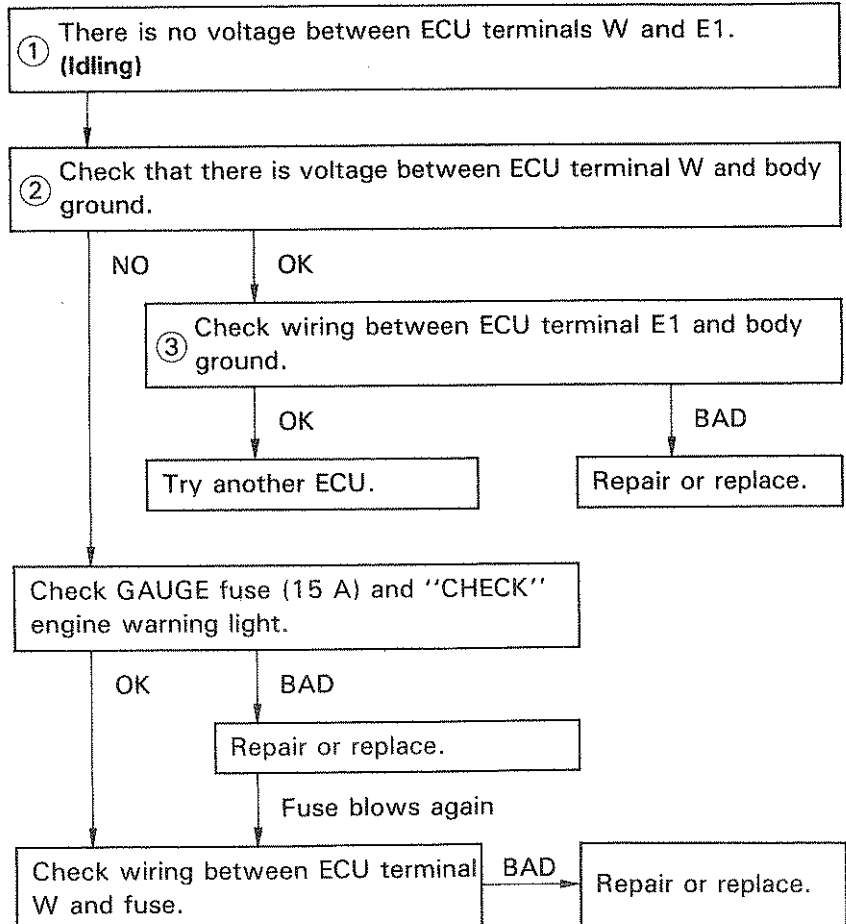 ① There is no voltage between ECU terminals W and E1.
(Idling)
② Check that there is voltage between ECU terminal W and body
ground.
NO
OK
③ Check wiring between ECU terminal E1 and body
ground.
OK
BAD
Try another ECU.
Repair or replace.
Check GAUGE fuse (15 A) and ''CHECK''
engine warning light.
OK
BAD
Repair or replace.
Fuse blows again
Check wiring between ECU terminal
W and fuse.
BAD
Repair or replace.